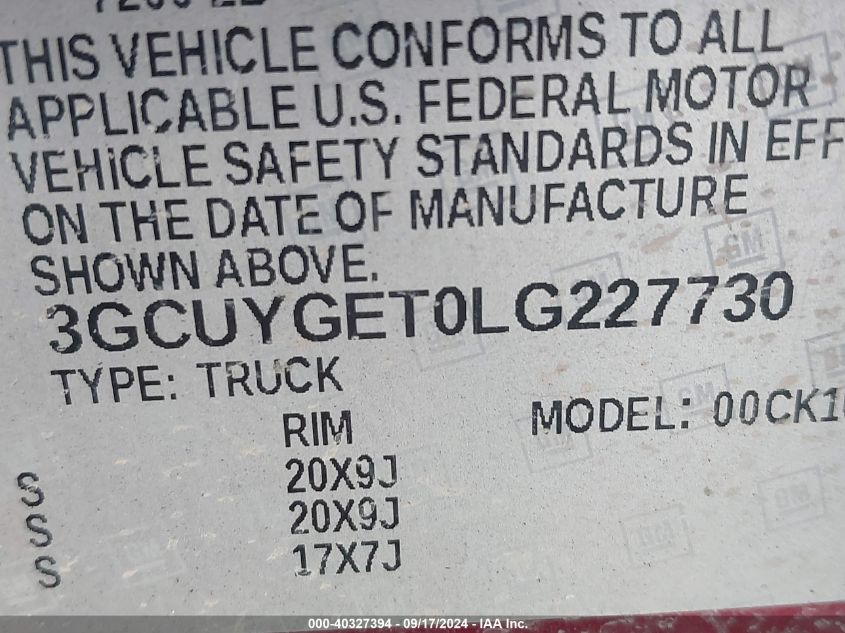 THIS VEHICLE CONFORMS TO ALL
APPLICABLE U.S. FEDERAL MOTOR
VEHICLE SAFETY STANDARDS IN EFF
ON THE DATE OF MANUFACTURE
SHOWN ABOVE.
3GCUYGET0LG227730
TYPE: TRUCK
MODEL: 00CK1
RIM
S 20X9J
S 20X9J
S 17X7J
GM
000-40327394 - 09/17/2024 - IAA Inc.